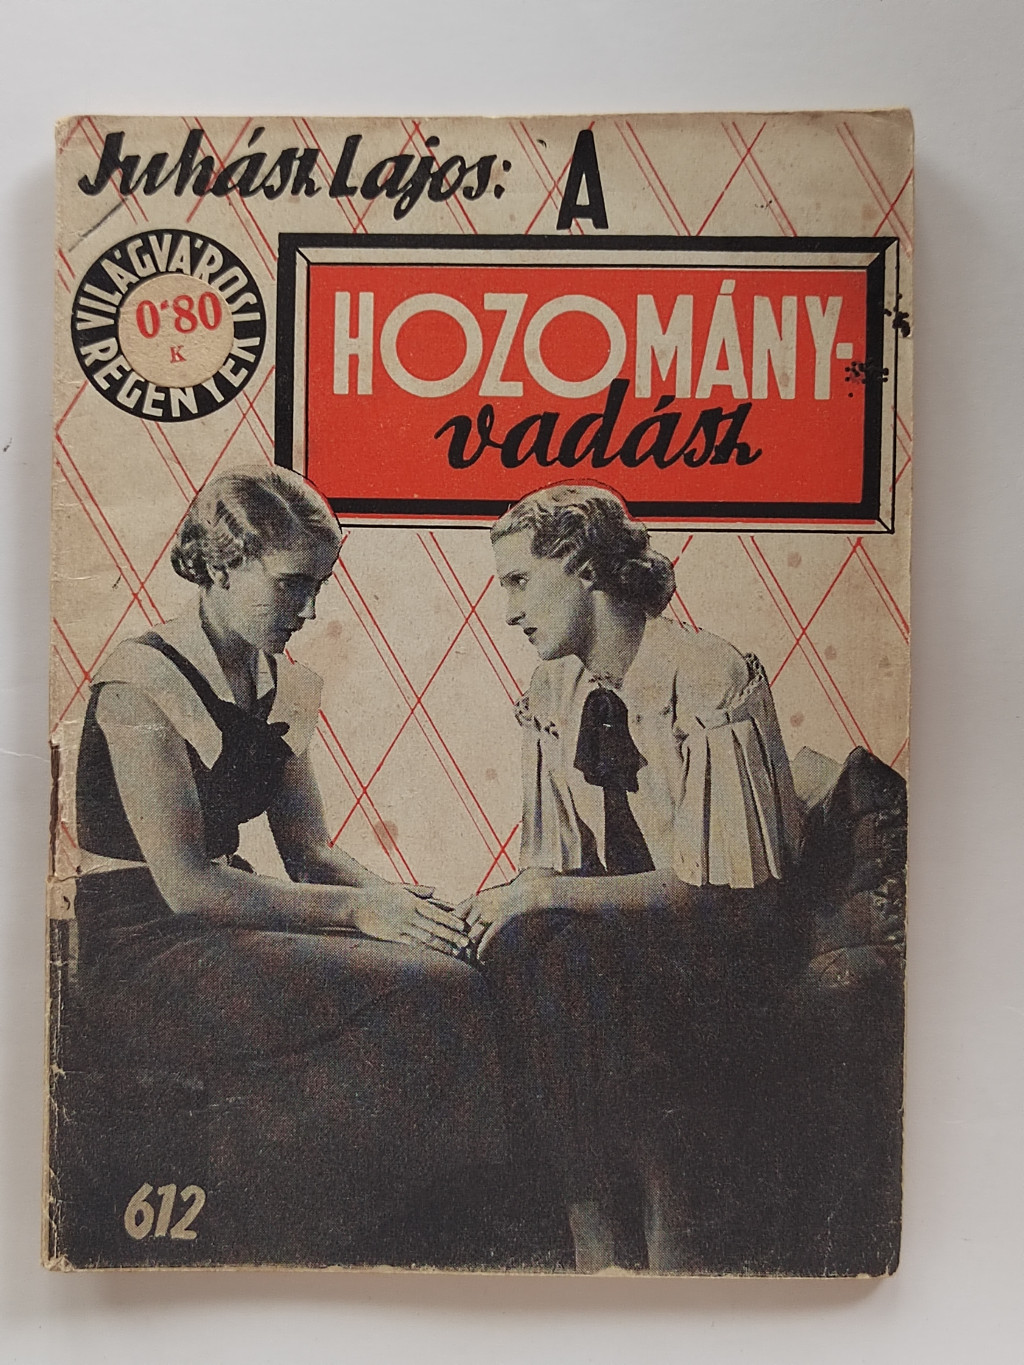 Juhász Lajos: A
VILÁGVÁROSI
REGÉNYEK
0·80
K
HOZOMÁNY-
vadász
612